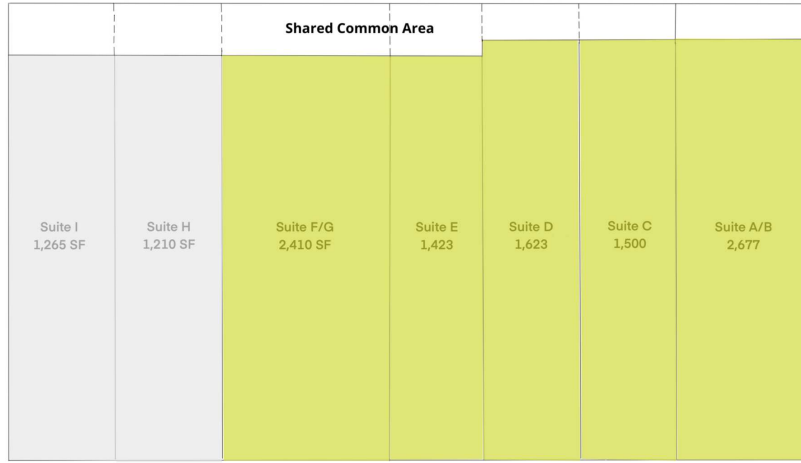 Shared Common Area
Suite I
1,265 SF
Suite H
1,210 SF
Suite F/G
2,410 SF
Suite E
1,423
Suite D
1,623
Suite C
1,500
Suite A/B
2,677